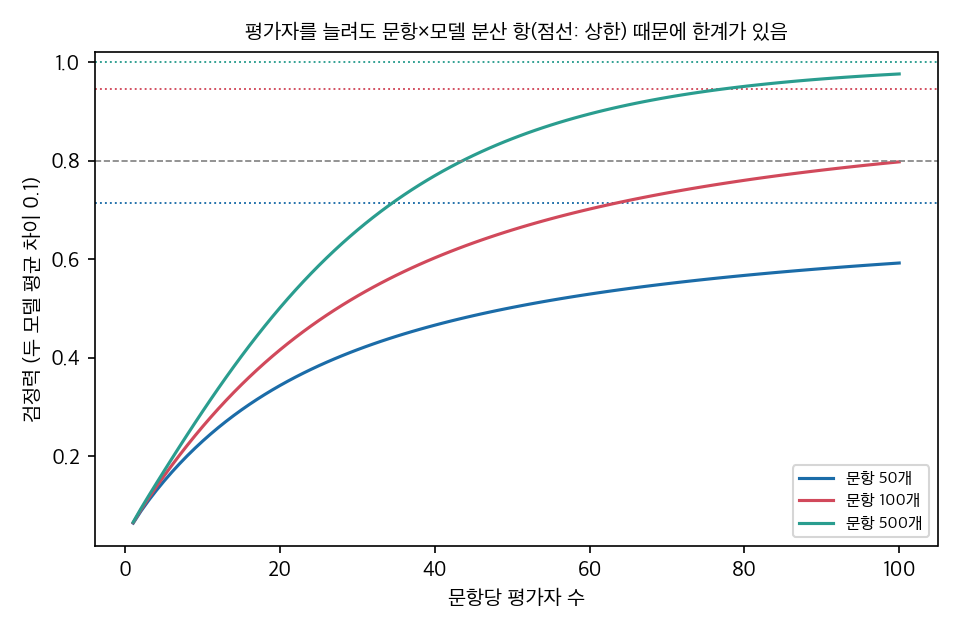 평가자를 늘려도 문항×모델 분산 항(점선: 상한) 때문에 한계가 있음
검정력 (두 모델 평균 차이 0.1)
1.0
0.8
0.6
0.4
0.2
0
20
40
60
80
100
문항당 평가자 수
문항 50개
문항 100개
문항 500개